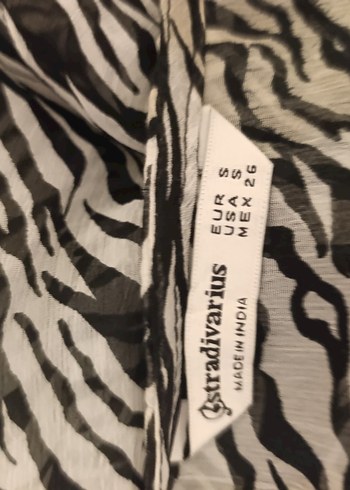 stradivarius
MADE IN INDIA
EUR S
USA S
MEX 26